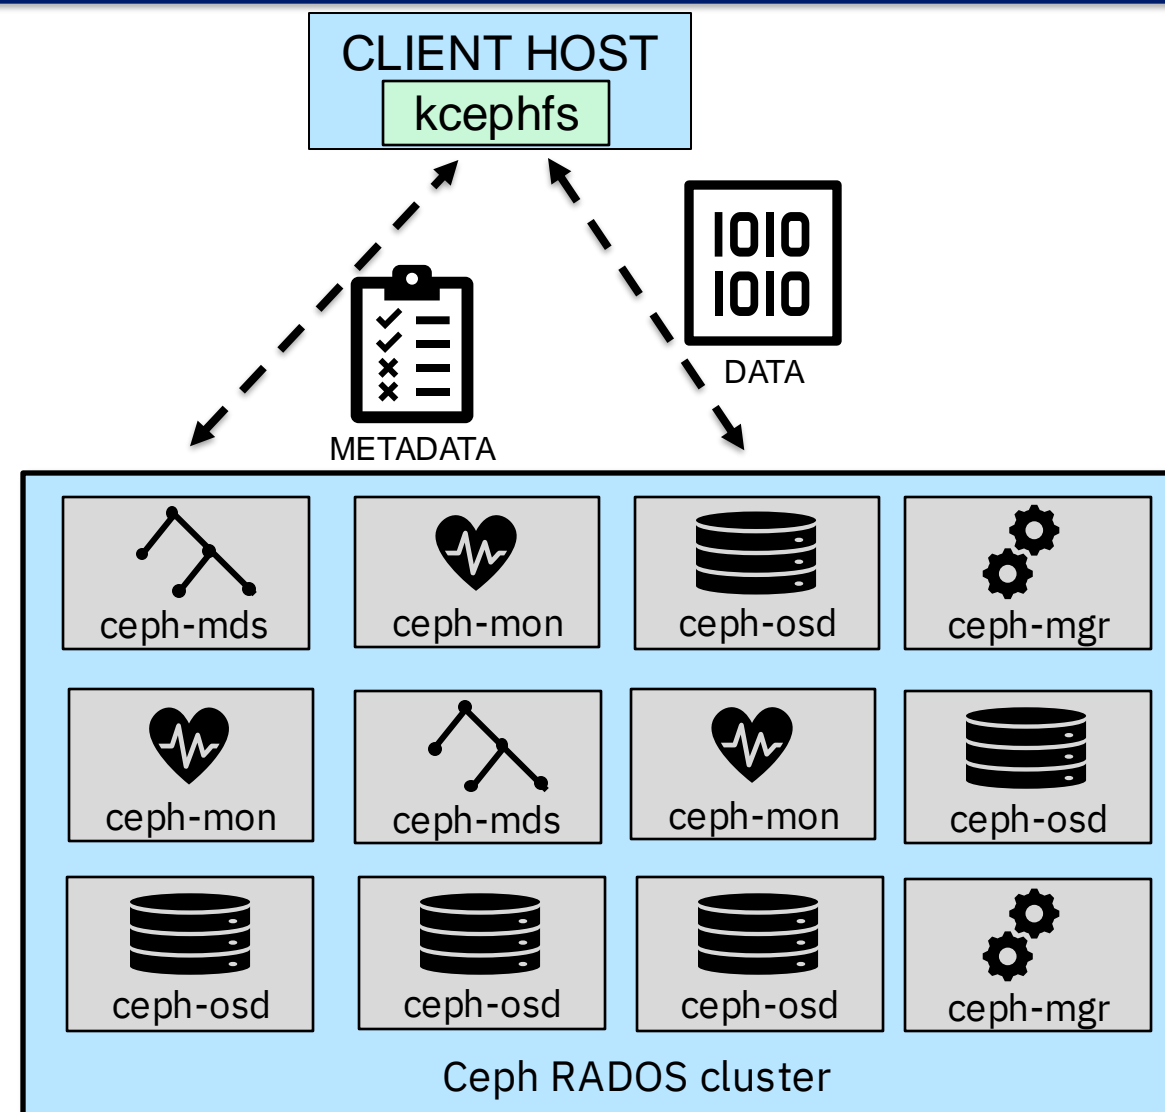 CLIENT HOST
kcephfs
1010
1010
DATA
METADATA
ceph-mds
ceph-mon
ceph-osd
ceph-mgr
ceph-mon
ceph-mds
ceph-mon
ceph-osd
ceph-osd
ceph-osd
ceph-osd
ceph-mgr
Ceph RADOS cluster